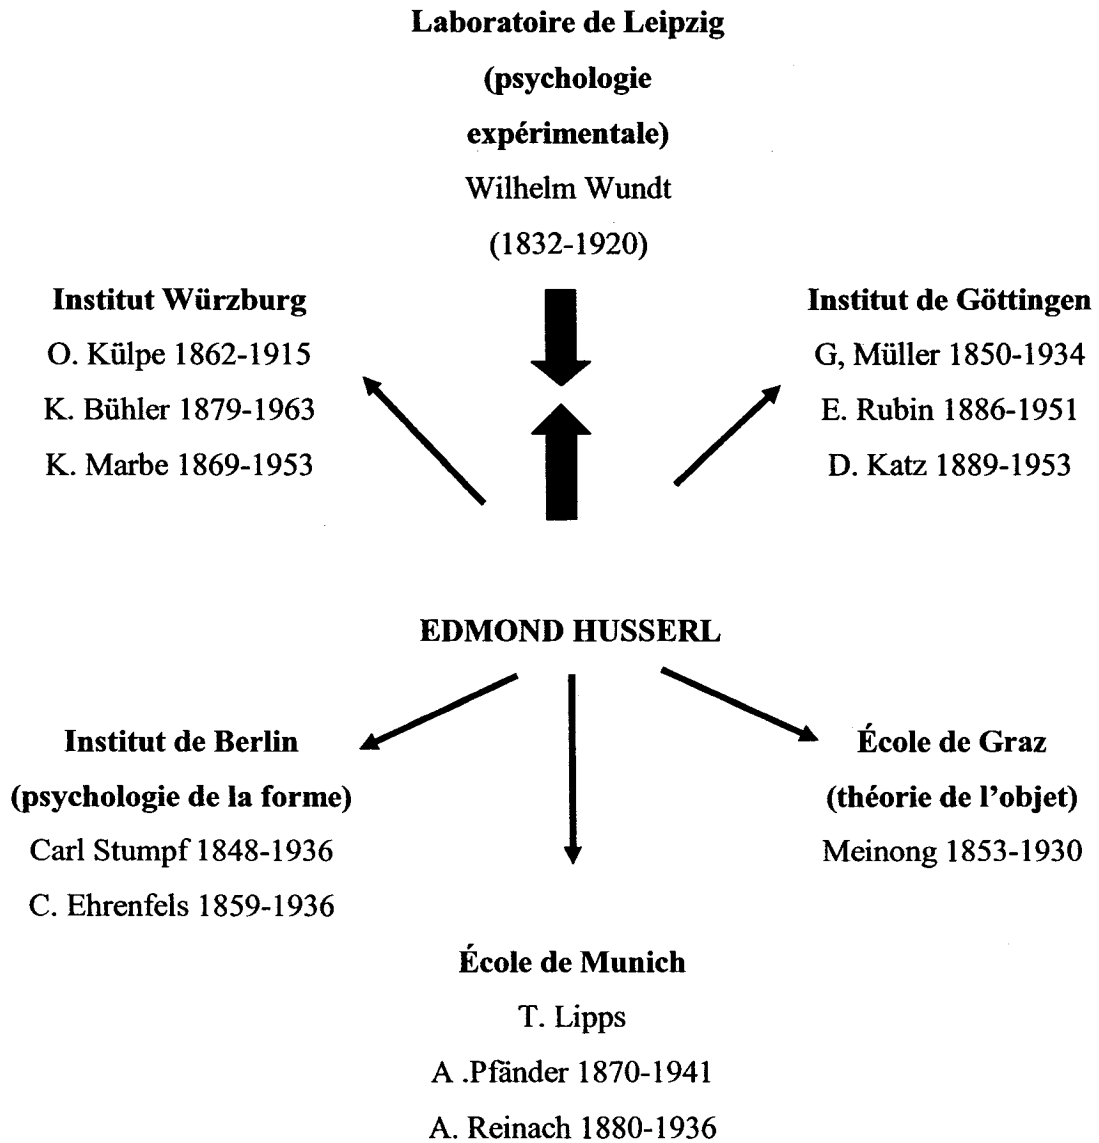 Laboratoire de Leipzig
(psychologie
expérimentale)
Wilhelm Wundt
(1832-1920)
Institut Würzburg
O. Külpe 1862-1915
K. Bühler 1879-1963
K. Marbe 1869-1953
Institut de Göttingen
G, Müller 1850-1934
E. Rubin 1886-1951
D. Katz 1889-1953
EDMOND HUSSERL
Institut de Berlin
(psychologie de la forme)
Carl Stumpf 1848-1936
C. Ehrenfels 1859-1936
École de Graz
(théorie de l’objet)
Meinong 1853-1930
École de Munich
T. Lipps
A .Pfänder 1870-1941
A. Reinach 1880-1936